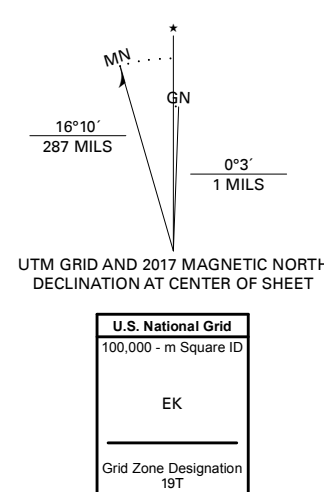 ★
MN
GN
16°10´
287 MILS
0°3´
1 MILS
UTM GRID AND 2017 MAGNETIC NORTH
DECLINATION AT CENTER OF SHEET
U.S. National Grid
100,000 - m Square ID
EK
Grid Zone Designation
19T